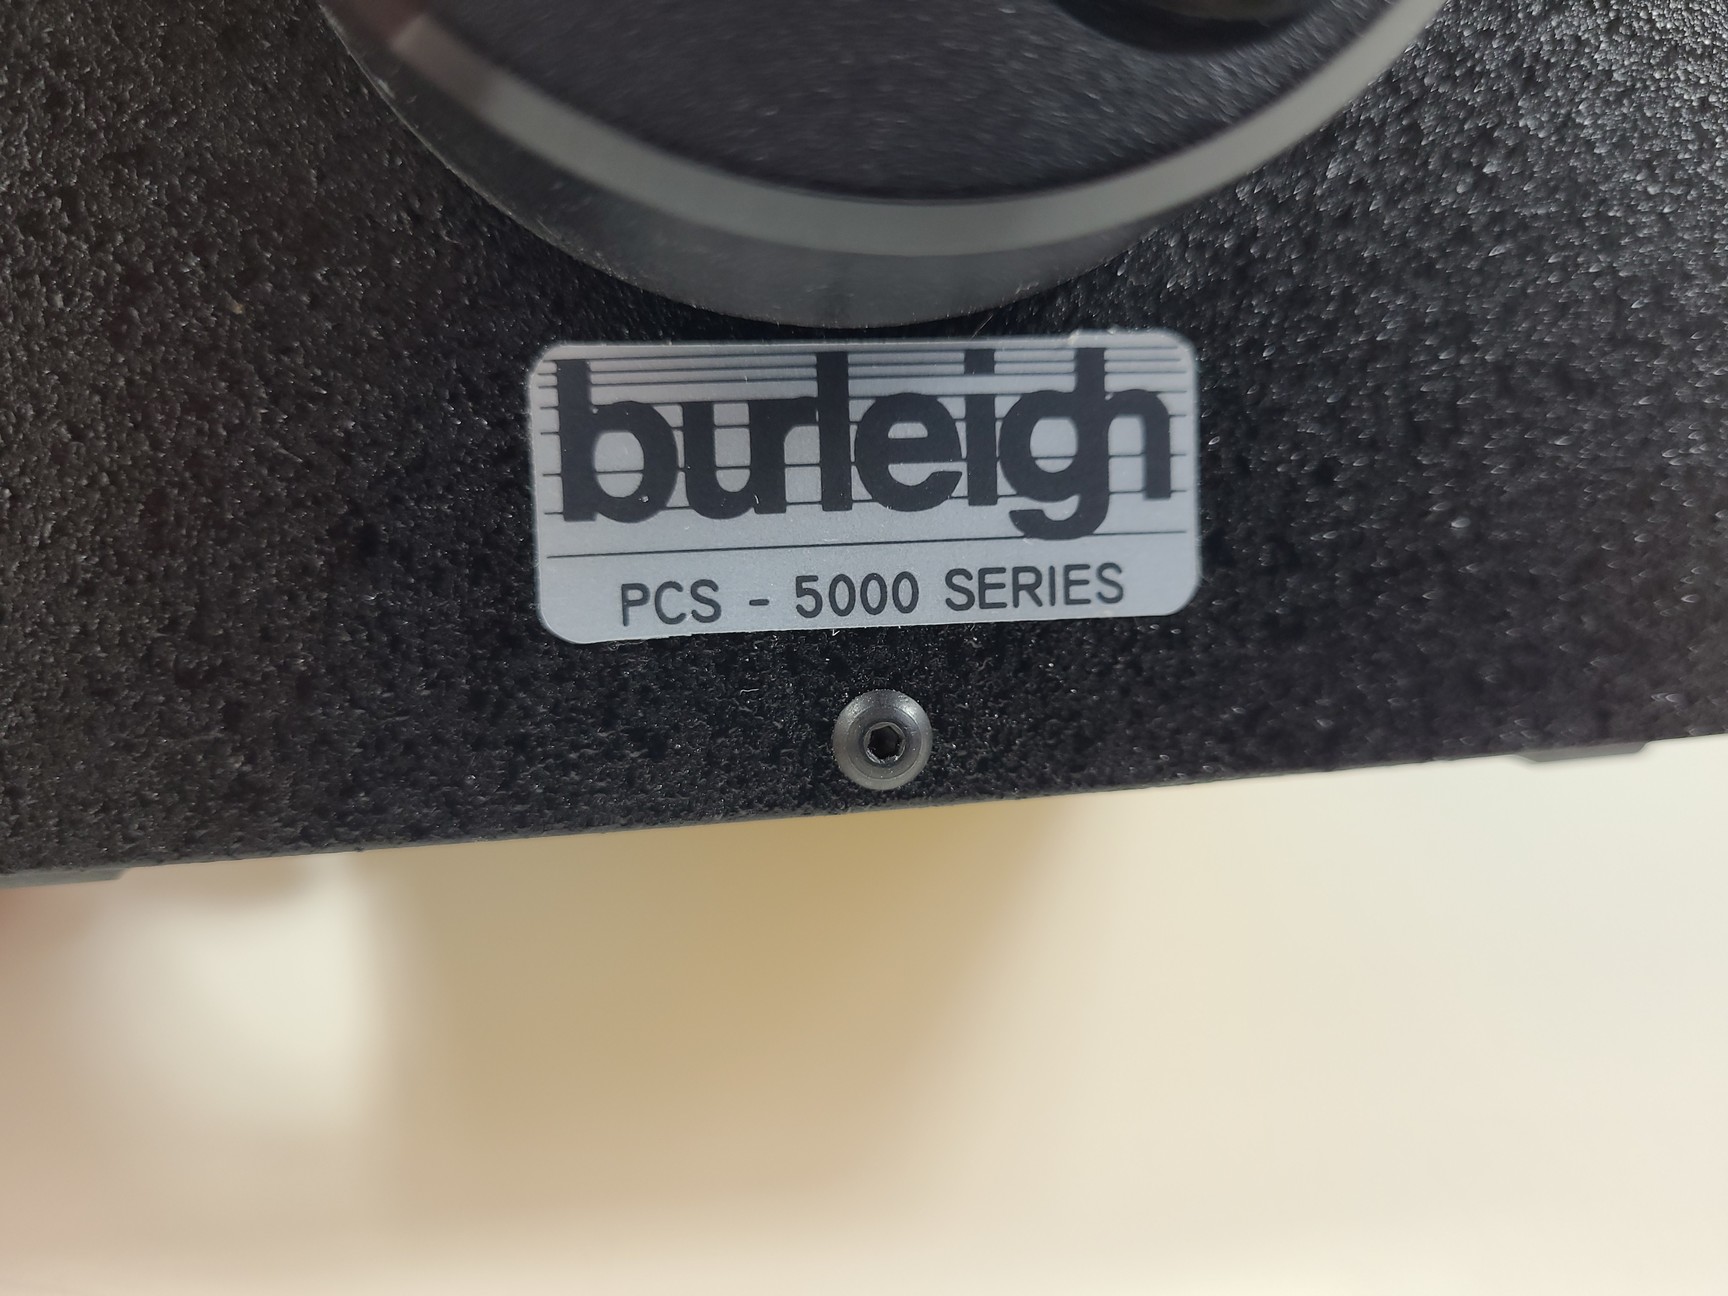 burleigh
PCS - 5000 SERIES